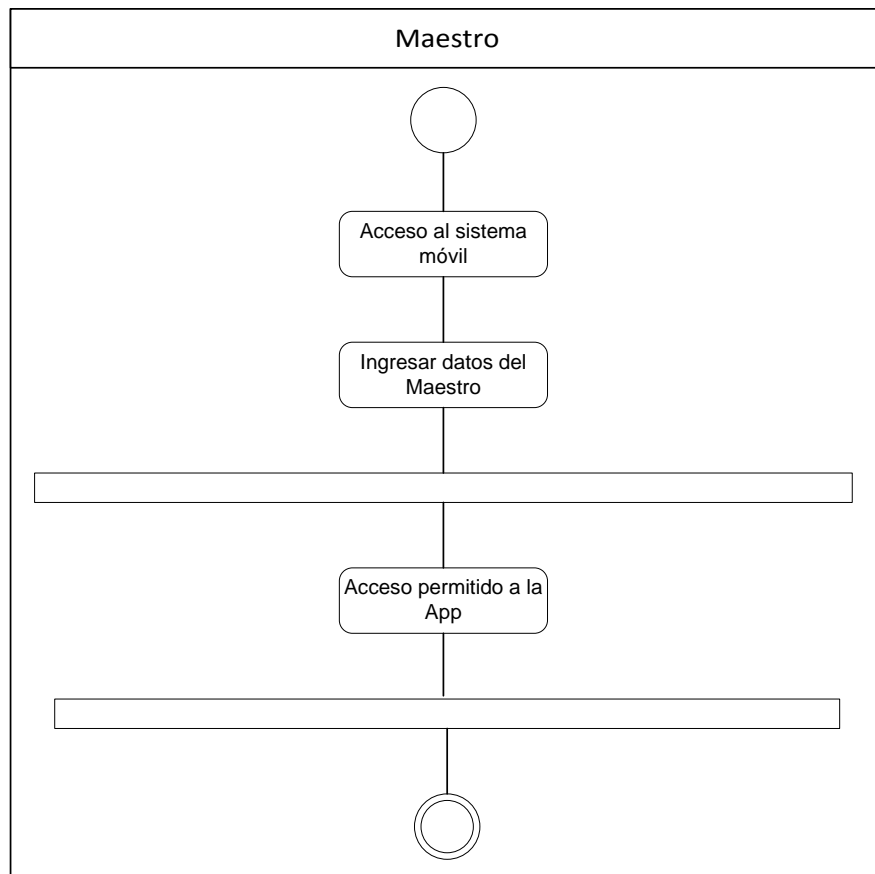 Maestro
Acceso al sistema
móvil
Ingresar datos del
Maestro
Acceso permitido a la
App